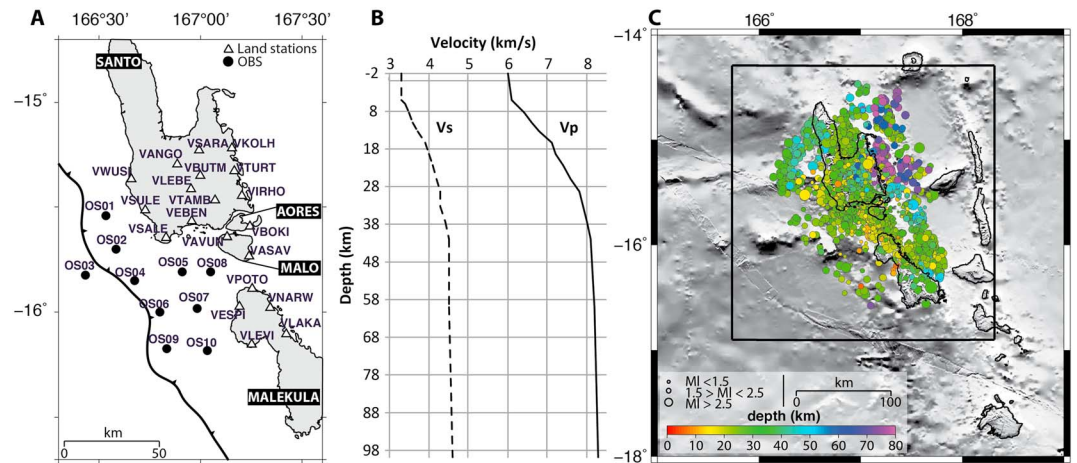 A
166°30’ 167°00’ 167°30’
SANTO
Land stations
OBS
−15°
VSARA VKOLH
VANGO
VBUTM VTURT
VWUSI
VLEBE
VIRHO
VSULE VTAMB
OS01
VEBEN
AORES
VSALE
VBOKI
OS02
VAVUN
VASAV
OS03 OS04 OS05 OS08
MALO
VPOTO
OS06 OS07
VNARW
−16°
VESPI
VLAKA
OS09 OS10
VLEVI
MALEKULA
km
0 50
B
Velocity (km/s)
3 4 5 6 7 8
Vs Vp
Depth (km)
-2
8
18
28
38
48
58
68
78
88
98
C
166° 168°
−14°
−16°
−18°
Ml <1.5
1.5 > Ml < 2.5
Ml > 2.5
km
0 100
depth (km)
0 10 20 30 40 50 60 70 80